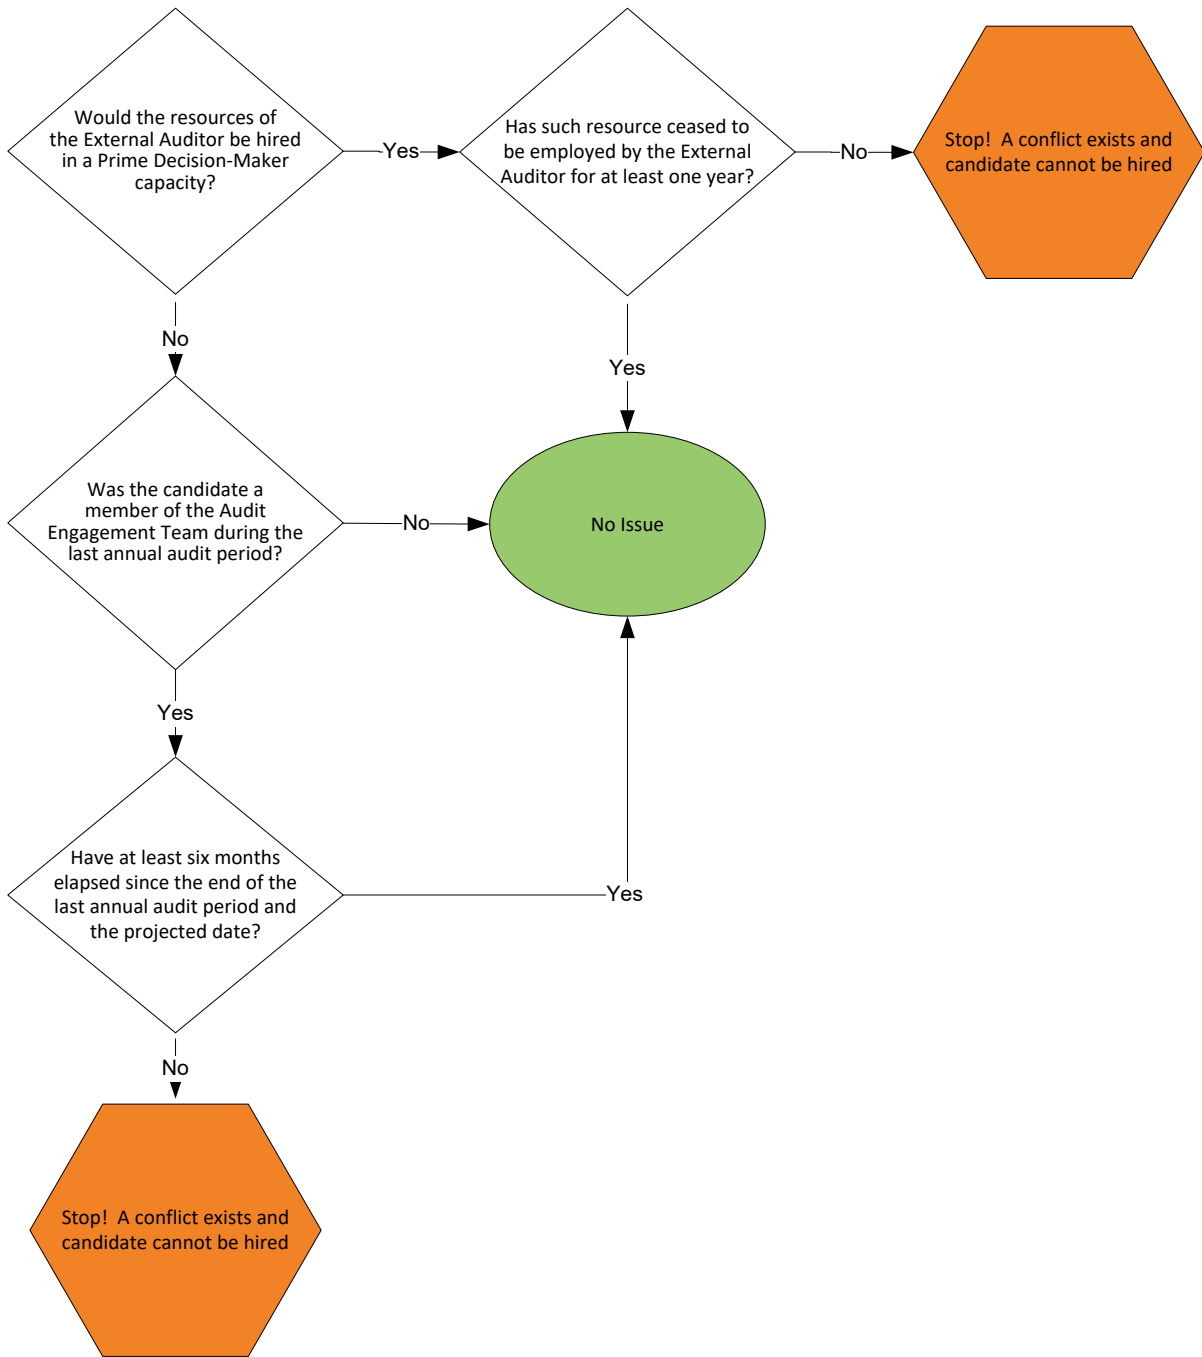 Would the resources of
the External Auditor be hired
in a Prime Decision-Maker
capacity?
Yes
Has such resource ceased to
be employed by the External
Auditor for at least one year?
No
Stop!  A conflict exists and
candidate cannot be hired
No
Yes
Was the candidate a
member of the Audit
Engagement Team during the
last annual audit period?
No
No Issue
Yes
Have at least six months
elapsed since the end of the
last annual audit period and
the projected date?
Yes
No
Stop!  A conflict exists and
candidate cannot be hired